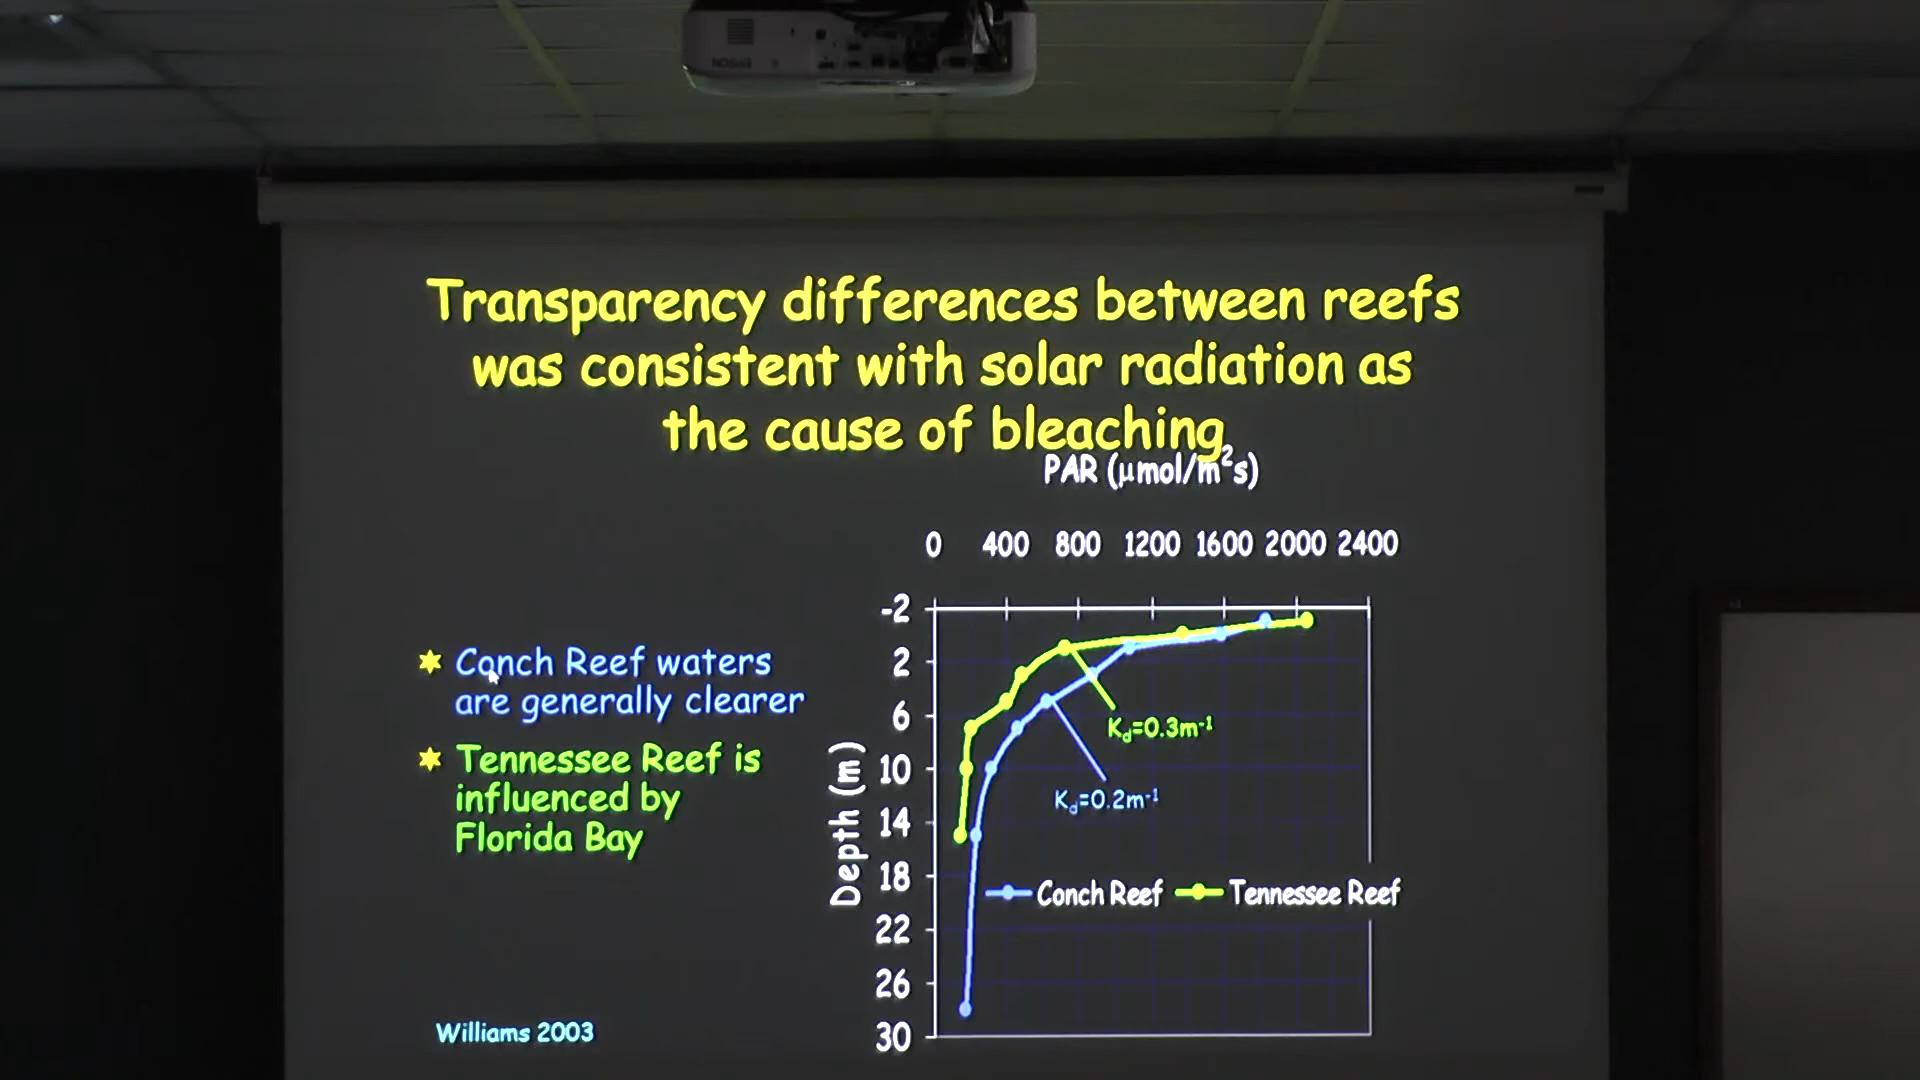 EPSON
Transparency differences between reefs
was consistent with solar radiation as
the cause of bleaching
PAR (μmol/m²s)
0 400 800 1200 1600 2000 2400
-2
2
6
10
14
18
22
26
30
Depth (m)
Conch Reef waters
are generally clearer
Tennessee Reef is
influenced by
Florida Bay
Kd=0.3m⁻¹
Kd=0.2m⁻¹
Conch Reef Tennessee Reef
Williams 2003